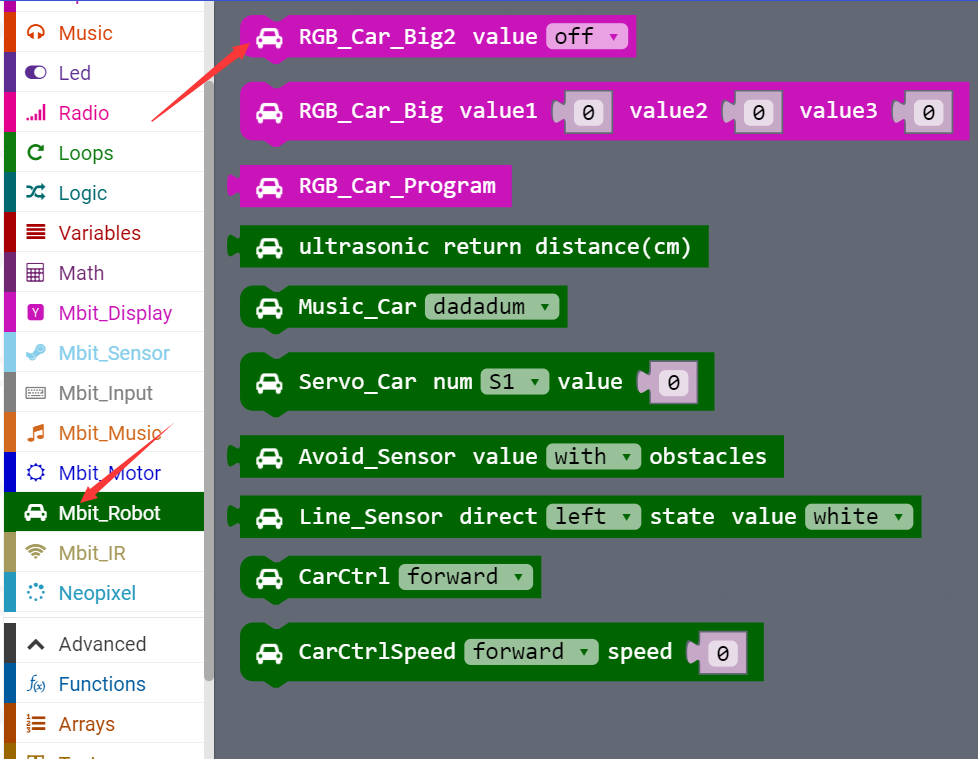 Music
Led
Radio
Loops
Logic
Variables
Math
Mbit_Display
Mbit_Sensor
Mbit_Input
Mbit_Music
Mbit_Motor
Mbit_Robot
Mbit_IR
Neopixel
Advanced
Functions
Arrays
RGB_Car_Big2 value off
RGB_Car_Big value1 0 value2 0 value3 0
RGB_Car_Program
ultrasonic return distance(cm)
Music_Car dadadum
Servo_Car num S1 value 0
Avoid_Sensor value with obstacles
Line_Sensor direct left state value white
CarCtrl forward
CarCtrlSpeed forward speed 0